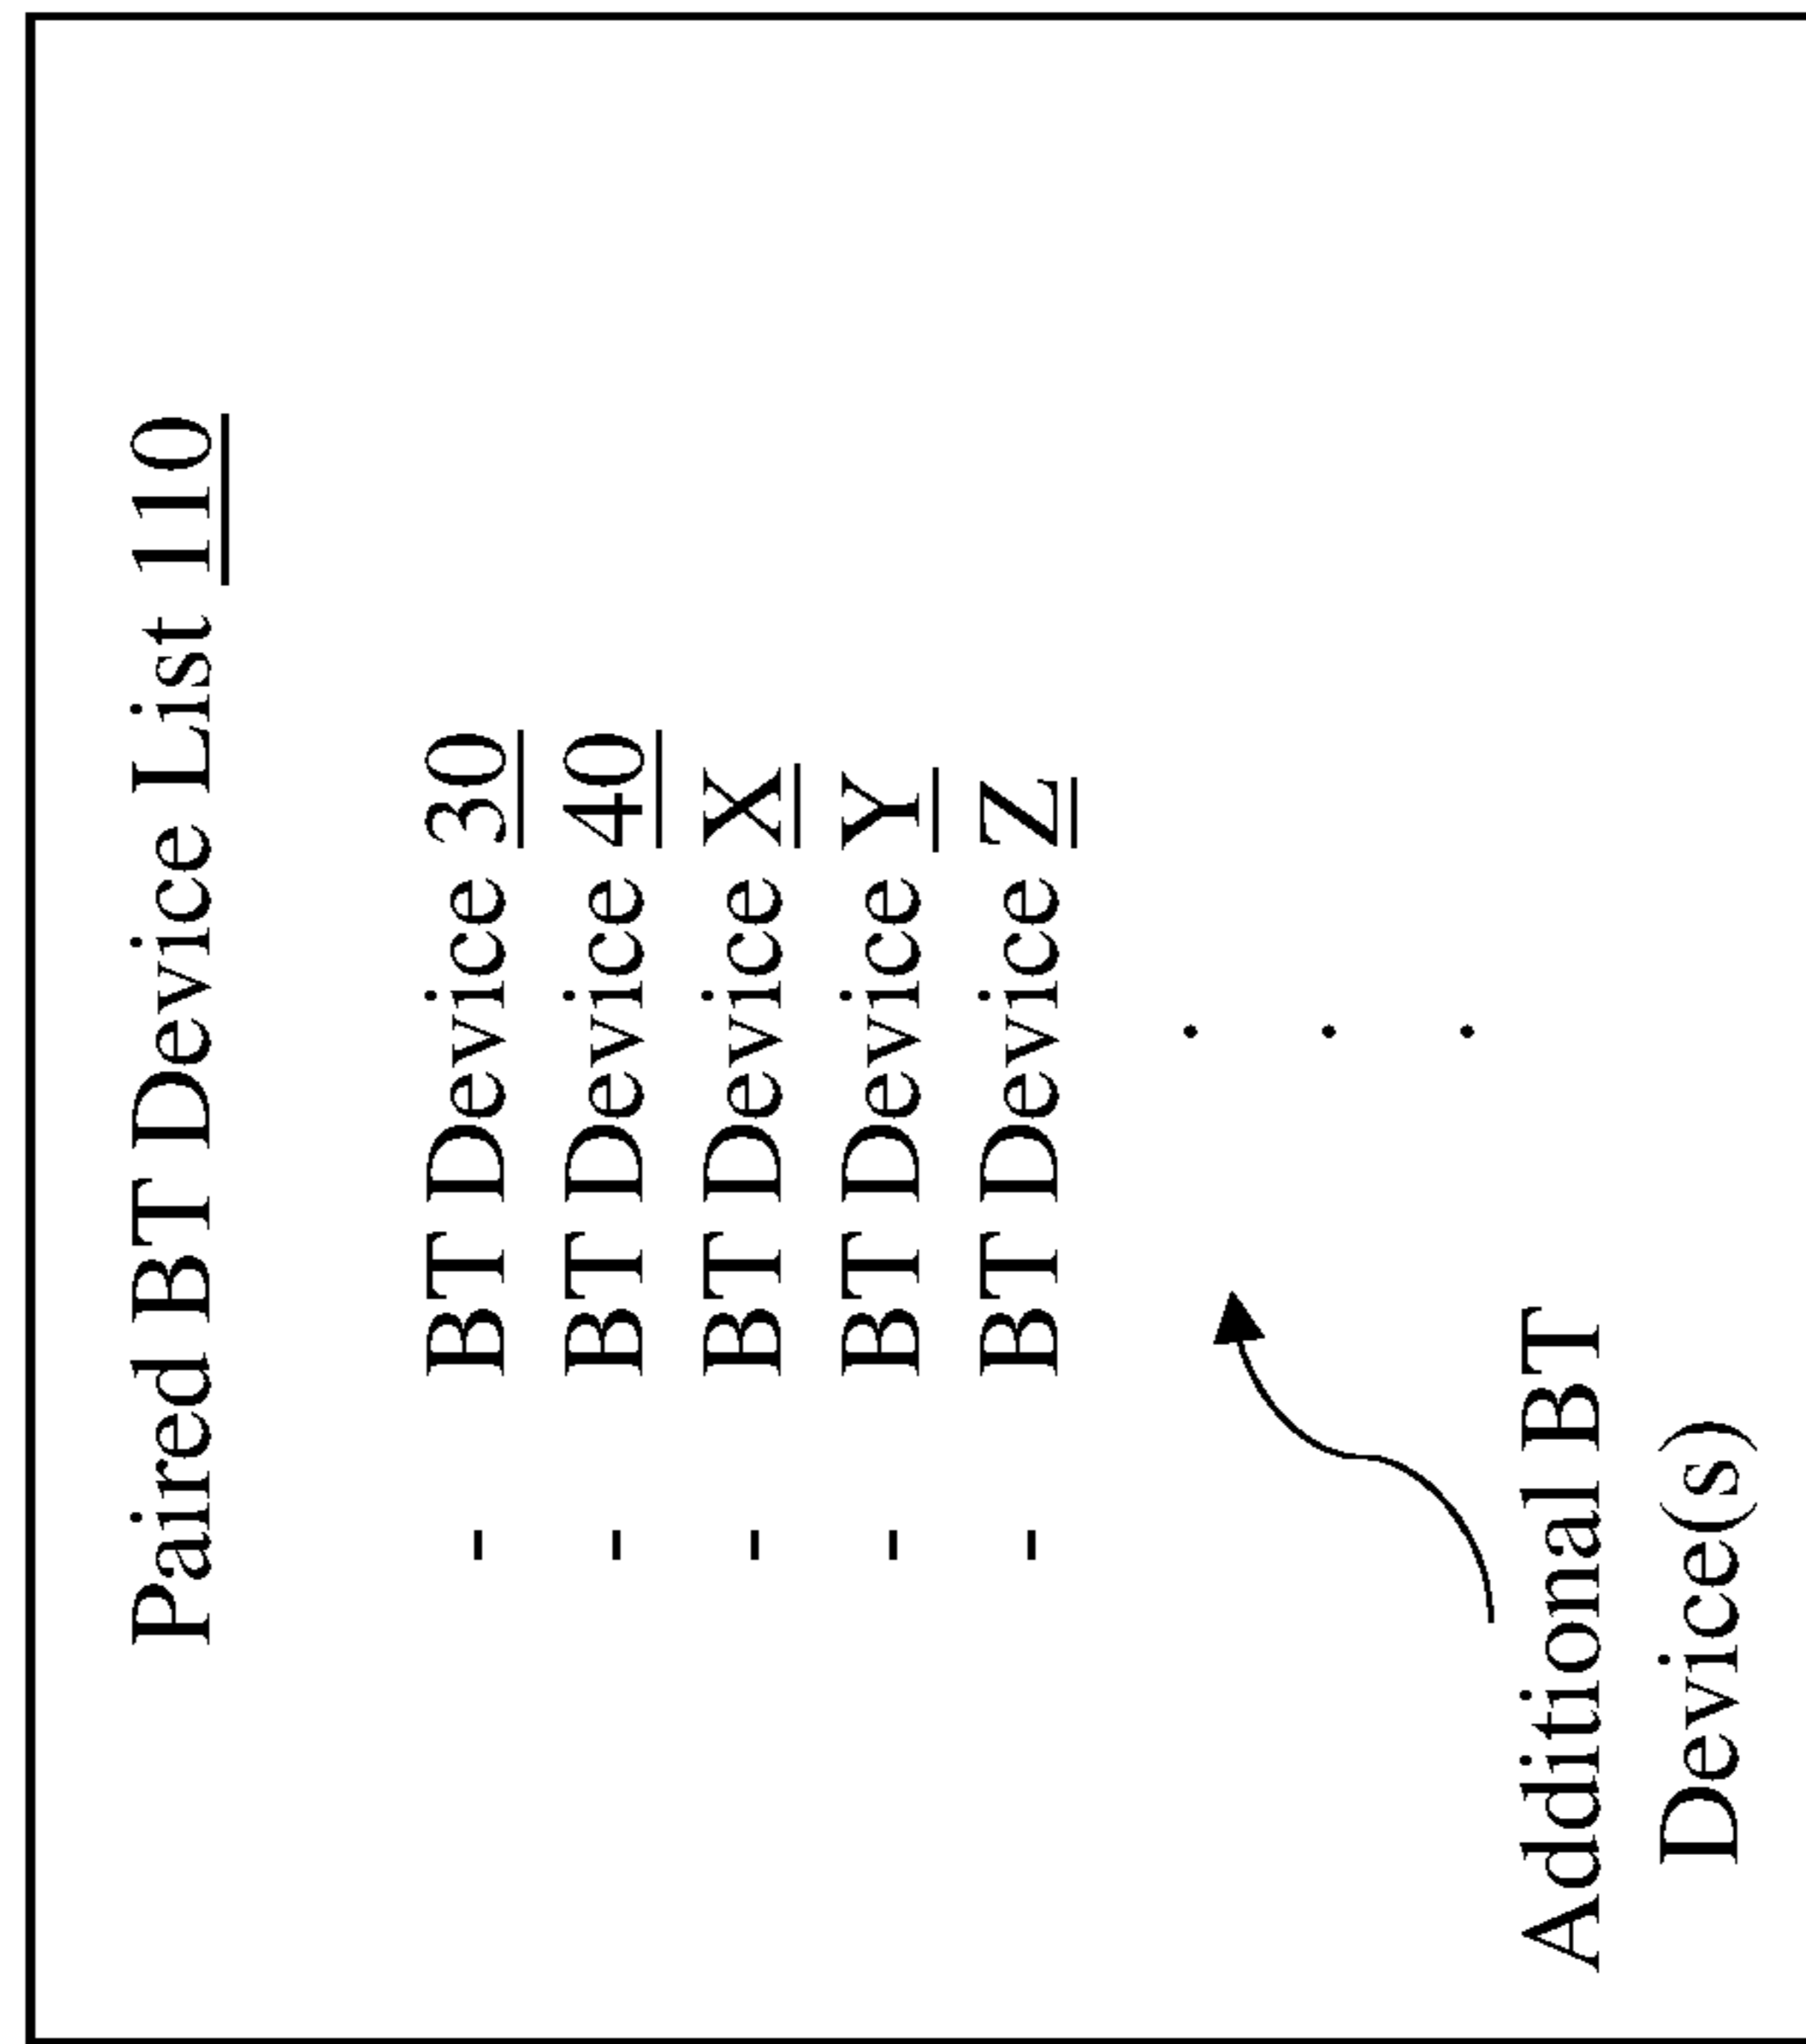 Paired BT Device List 110
- BT Device 30
- BT Device 40
- BT Device X
- BT Device Y
- BT Device Z
.
.
.
Additional BT
Device(s)